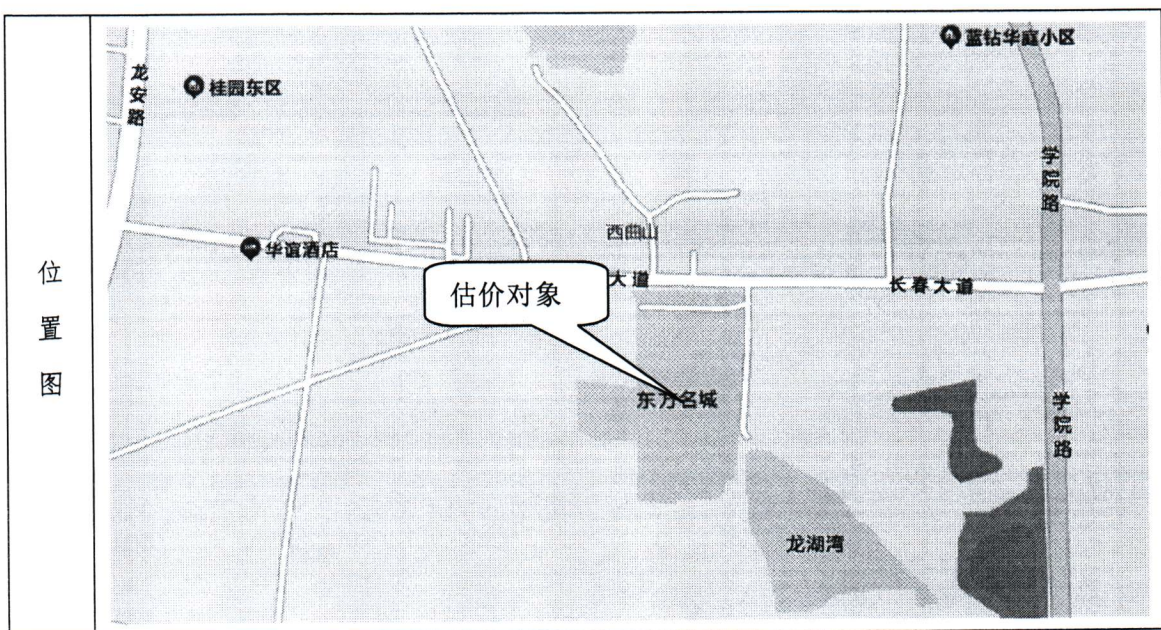 位置图
龙安路
桂园东区
蓝钻华庭小区
学院路
西曲山
华谊酒店
大道
长春大道
估价对象
东方名城
学院路
龙湖湾